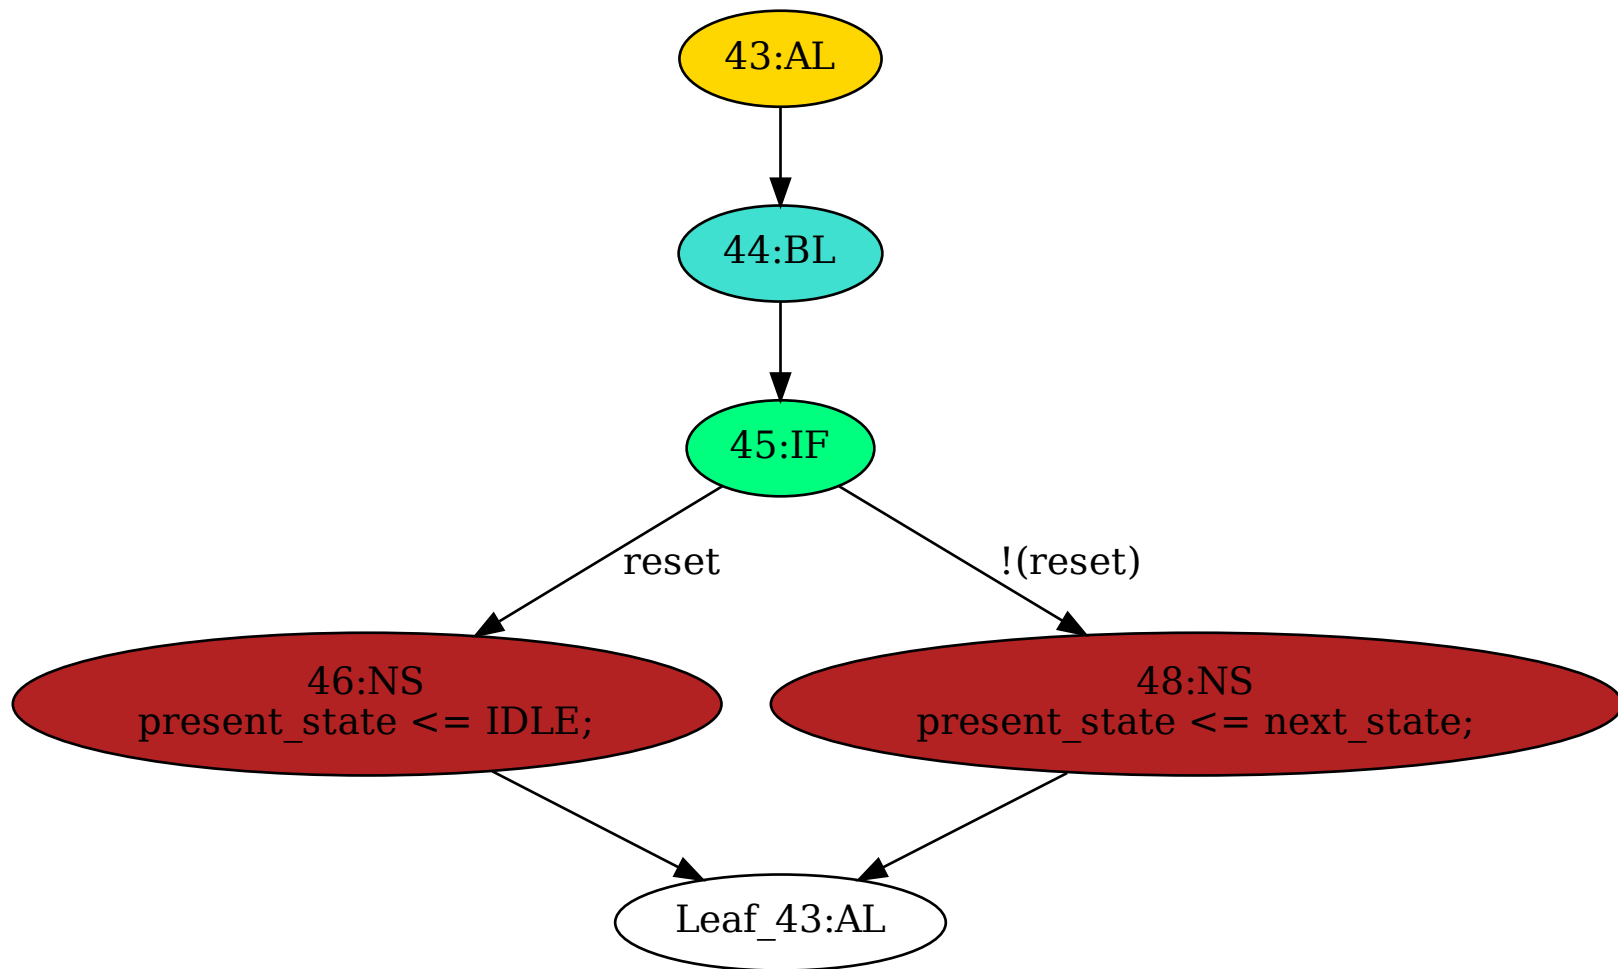 43:AL
44:BL
45:IF
reset
!(reset)
46:NS
present_state <= IDLE;
48:NS
present_state <= next_state;
Leaf_43:AL